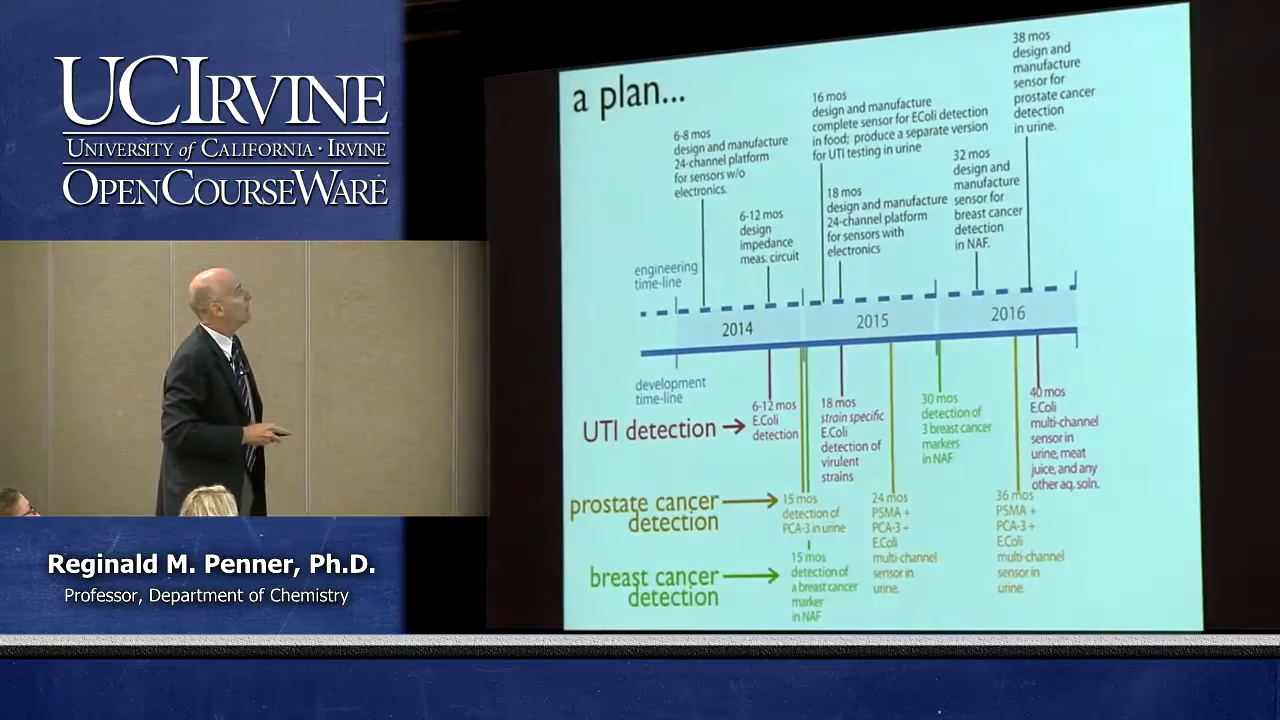 UCIRVINE
UNIVERSITY of CALIFORNIA · IRVINE
OPENCOURSEWARE
Reginald M. Penner, Ph.D.
Professor, Department of Chemistry
a plan...
6-8 mos
design and manufacture
24-channel platform
for sensors w/o
electronics.
6-12 mos
design
impedance
meas. circuit
16 mos
design and manufacture
complete sensor for EColi detection
in food; produce a separate version
for UTI testing in urine
18 mos
design and manufacture
24-channel platform
for sensors with
electronics
32 mos
design and
manufacture
sensor for
breast cancer
detection
in NAF.
38 mos
design and
manufacture
sensor for
prostate cancer
detection
in urine.
engineering
time-line
2014
2015
2016
development
time-line
UTI detection
6-12 mos
E.Coli
detection
18 mos
strain specific
E.Coli
detection of
virulent
strains
30 mos
detection of
3 breast cancer
markers
in NAF
40 mos
E.Coli
multi-channel
sensor in
urine, meat
juice, and any
other aq. soln.
prostate cancer
detection
15 mos
detection of
PCA-3 in urine
24 mos
PSMA +
PCA-3 +
E.Coli
multi-channel
sensor in
urine.
36 mos
PSMA +
PCA-3 +
E.Coli
multi-channel
sensor in
urine.
breast cancer
detection
15 mos
detection of
a breast cancer
marker
in NAF